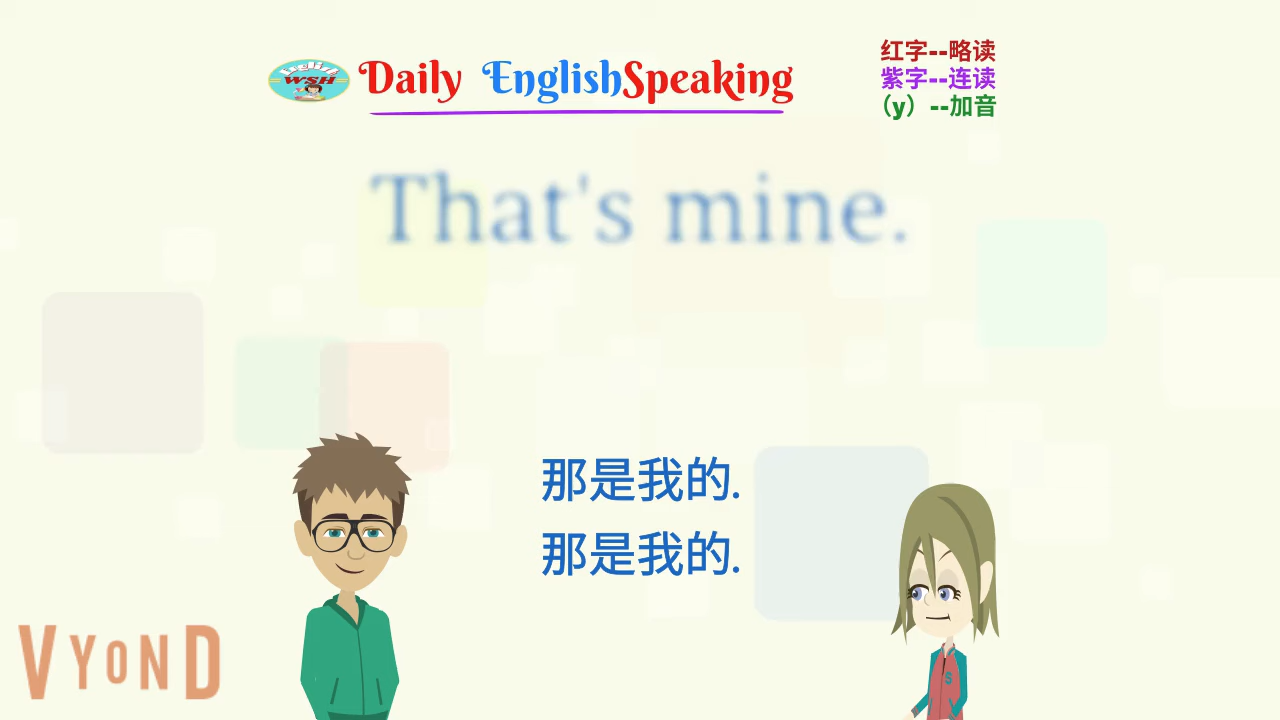 Daily EnglishSpeaking
WSH
红字--略读
紫字--连读
（y）--加音
That's mine.
那是我的.
那是我的.
S
VYOND